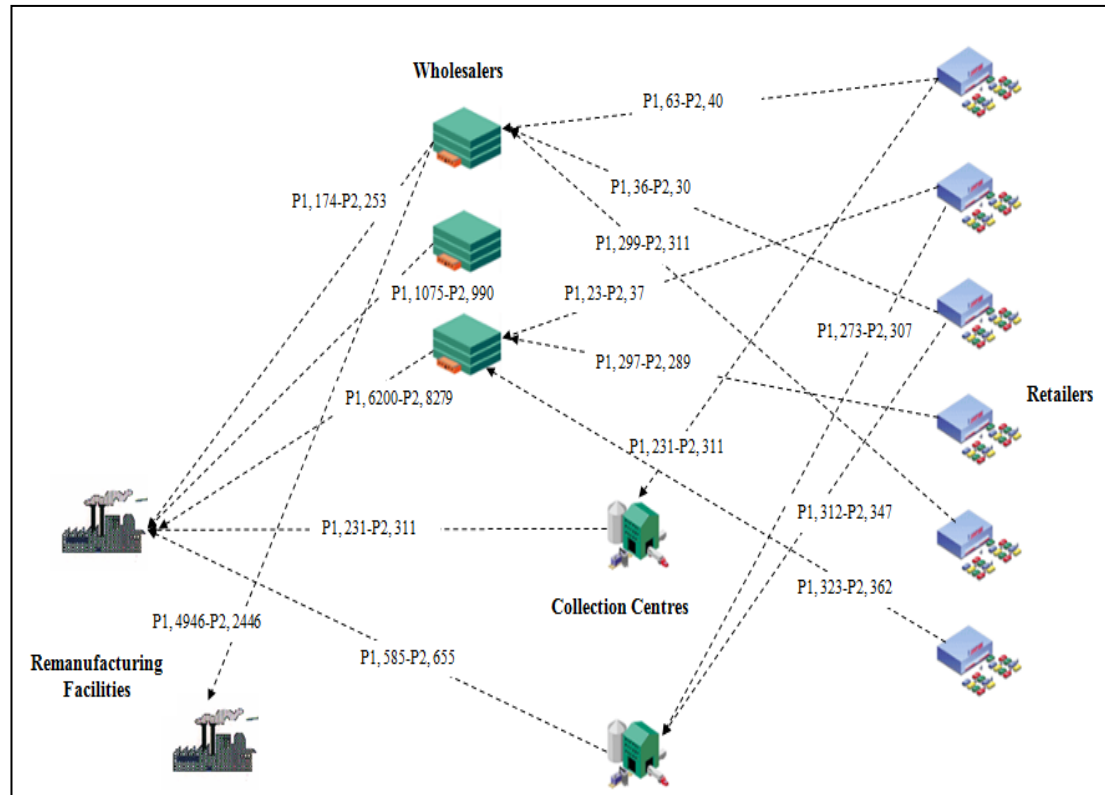 Wholesalers
P1, 63-P2, 40
P1, 174-P2, 253
P1, 36-P2, 30
P1, 299-P2, 311
P1, 1075-P2, 990
P1, 23-P2, 37
P1, 273-P2, 307
P1, 297-P2, 289
P1, 6200-P2, 8279
Retailers
P1, 231-P2, 311
P1, 231-P2, 311
P1, 312-P2, 347
P1, 323-P2, 362
Collection Centres
P1, 4946-P2, 2446
P1, 585-P2, 655
Remanufacturing
Facilities